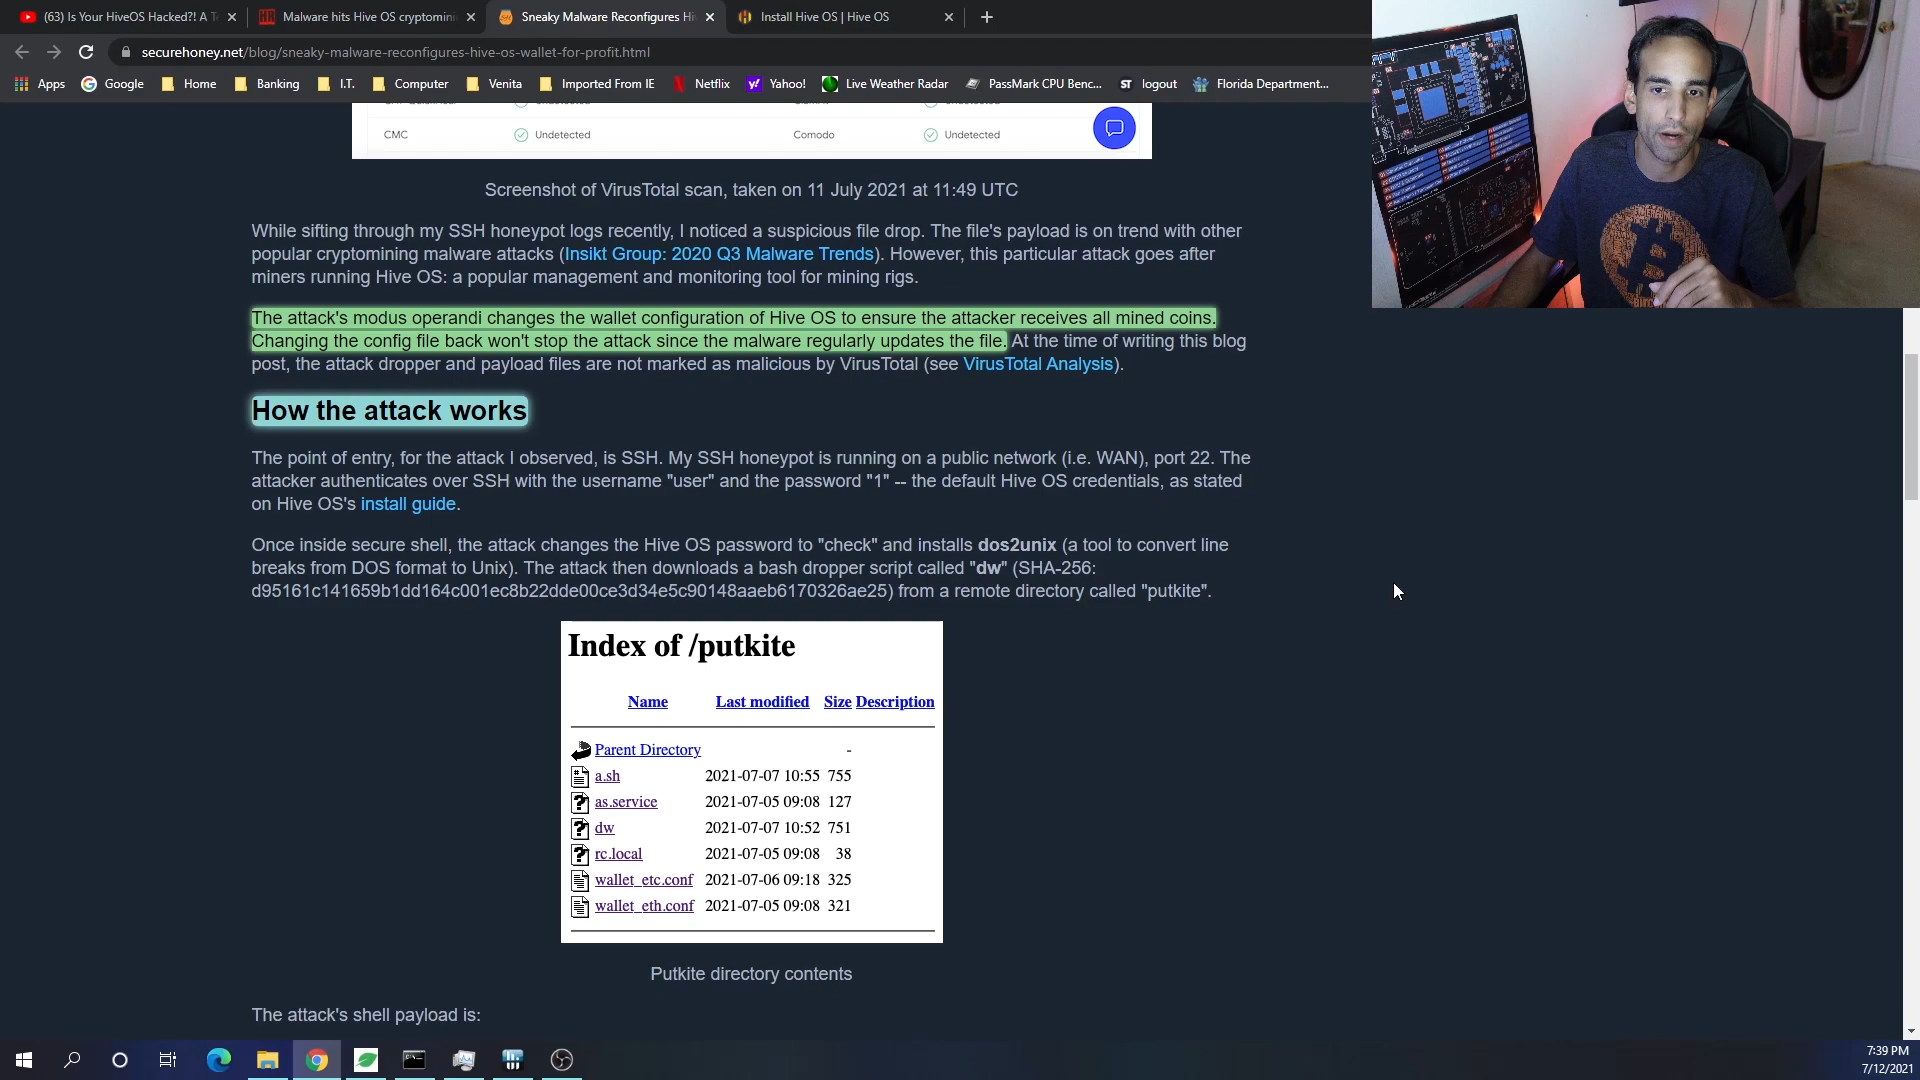 (63) Is Your HiveOS Hacked?! A T
Malware hits Hive OS cryptomini
Sneaky Malware Reconfigures Hi
Install Hive OS | Hive OS
securehoney.net/blog/sneaky-malware-reconfigures-hive-os-wallet-for-profit.html
Apps
Google
Home
Banking
I.T.
Computer
Venita
Imported From IE
Netflix
Yahoo!
Live Weather Radar
PassMark CPU Benc...
ST logout
Florida Department...
CMC Undetected Comodo Undetected
Screenshot of VirusTotal scan, taken on 11 July 2021 at 11:49 UTC
While sifting through my SSH honeypot logs recently, I noticed a suspicious file drop. The file's payload is on trend with other
popular cryptomining malware attacks (Insikt Group: 2020 Q3 Malware Trends). However, this particular attack goes after
miners running Hive OS: a popular management and monitoring tool for mining rigs.
The attack's modus operandi changes the wallet configuration of Hive OS to ensure the attacker receives all mined coins.
Changing the config file back won't stop the attack since the malware regularly updates the file. At the time of writing this blog
post, the attack dropper and payload files are not marked as malicious by VirusTotal (see VirusTotal Analysis).
How the attack works
The point of entry, for the attack I observed, is SSH. My SSH honeypot is running on a public network (i.e. WAN), port 22. The
attacker authenticates over SSH with the username "user" and the password "1" -- the default Hive OS credentials, as stated
on Hive OS's install guide.
Once inside secure shell, the attack changes the Hive OS password to "check" and installs dos2unix (a tool to convert line
breaks from DOS format to Unix). The attack then downloads a bash dropper script called "dw" (SHA-256:
d95161c141659b1dd164c001ec8b22dde00ce3d34e5c90148aaeb6170326ae25) from a remote directory called "putkite".
Index of /putkite
Name Last modified Size Description
Parent Directory -
a.sh 2021-07-07 10:55 755
as.service 2021-07-05 09:08 127
dw 2021-07-07 10:52 751
rc.local 2021-07-05 09:08 38
wallet_etc.conf 2021-07-06 09:18 325
wallet_eth.conf 2021-07-05 09:08 321
Putkite directory contents
The attack's shell payload is:
7:39 PM
7/12/2021